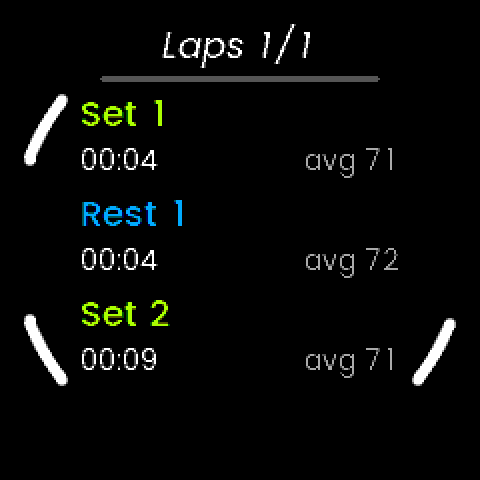 Laps 1/1
Set 1
00:04 avg 71
Rest 1
00:04 avg 72
Set 2
00:09 avg 71